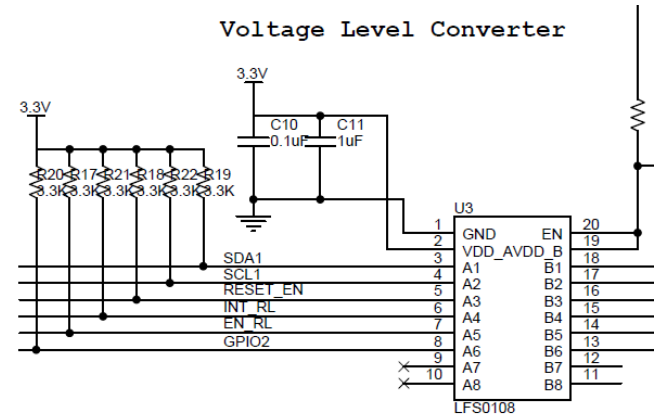 Voltage Level Converter
3.3V
3.3V
C10
0.1uF
C11
1uF
R20 R17 R21 R18 R22 R19
3.3K 3.3K 3.3K 3.3K 3.3K 3.3K
U3
1 GND EN 20
2 VDD_A VDD_B 19
SDA1 3 A1 B1 18
SCL1 4 A2 B2 17
RESET_EN 5 A3 B3 16
INT_RL 6 A4 B4 15
EN_RL 7 A5 B5 14
GPIO2 8 A6 B6 13
9 A7 B7 12
10 A8 B8 11
LFS0108